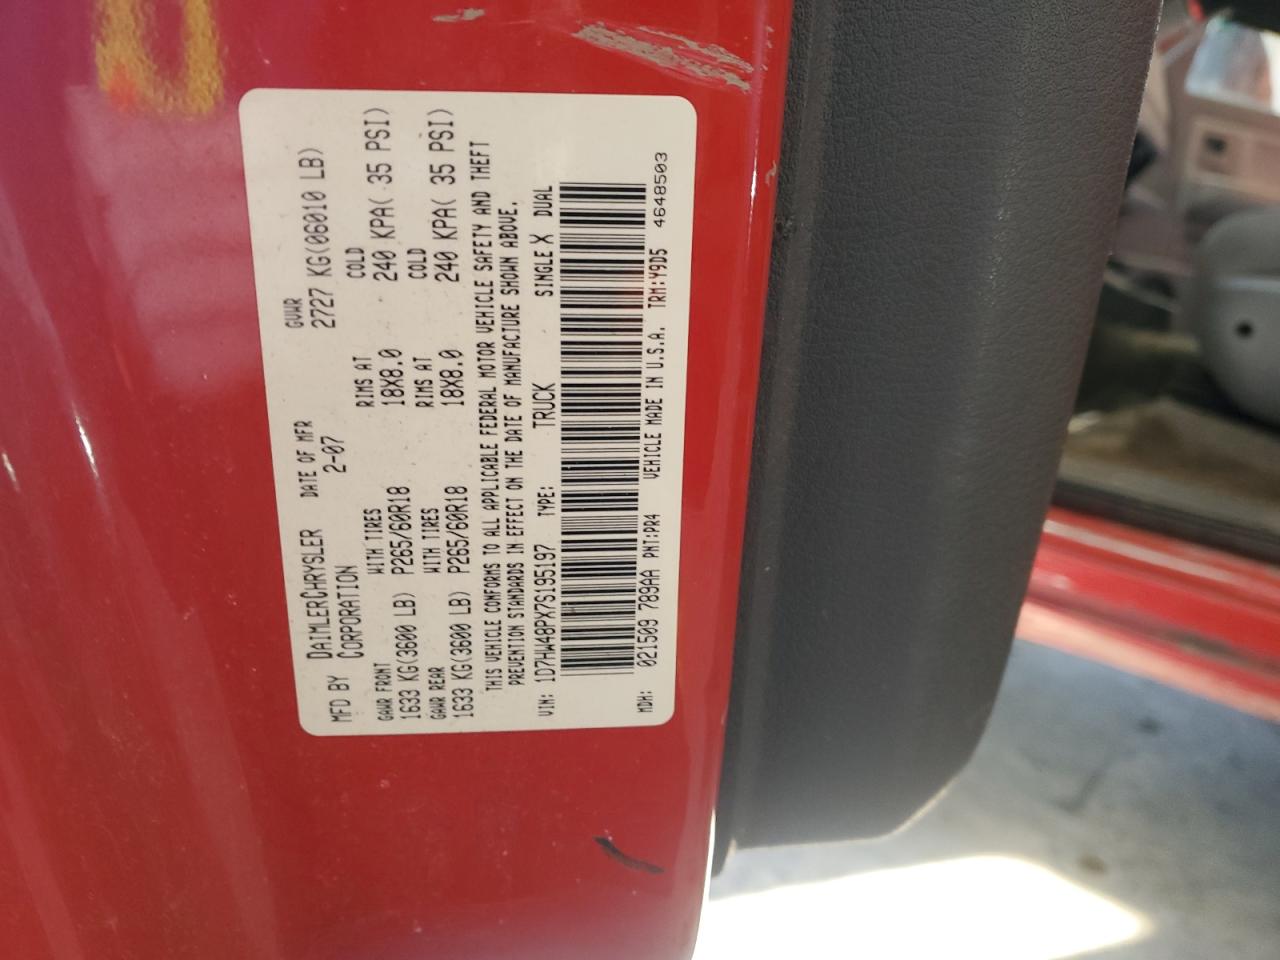 MFD BY DAIMLERCHRYSLER CORPORATION
DATE OF MFR 2-07
GVWR 2727 KG(06010 LB)
GAWR FRONT WITH TIRES RIMS AT COLD
1633 KG(3600 LB) P265/60R18 18X8.0 240 KPA( 35 PSI)
GAWR REAR WITH TIRES RIMS AT COLD
1633 KG(3600 LB) P265/60R18 18X8.0 240 KPA( 35 PSI)
THIS VEHICLE CONFORMS TO ALL APPLICABLE FEDERAL MOTOR VEHICLE SAFETY AND THEFT
PREVENTION STANDARDS IN EFFECT ON THE DATE OF MANUFACTURE SHOWN ABOVE.
VIN: 1D7HW48PX7S195197 TYPE: TRUCK SINGLE X DUAL
MDH: 021509 789AA PNT:PR4 VEHICLE MADE IN U.S.A. TRM:Y9D5 4648503